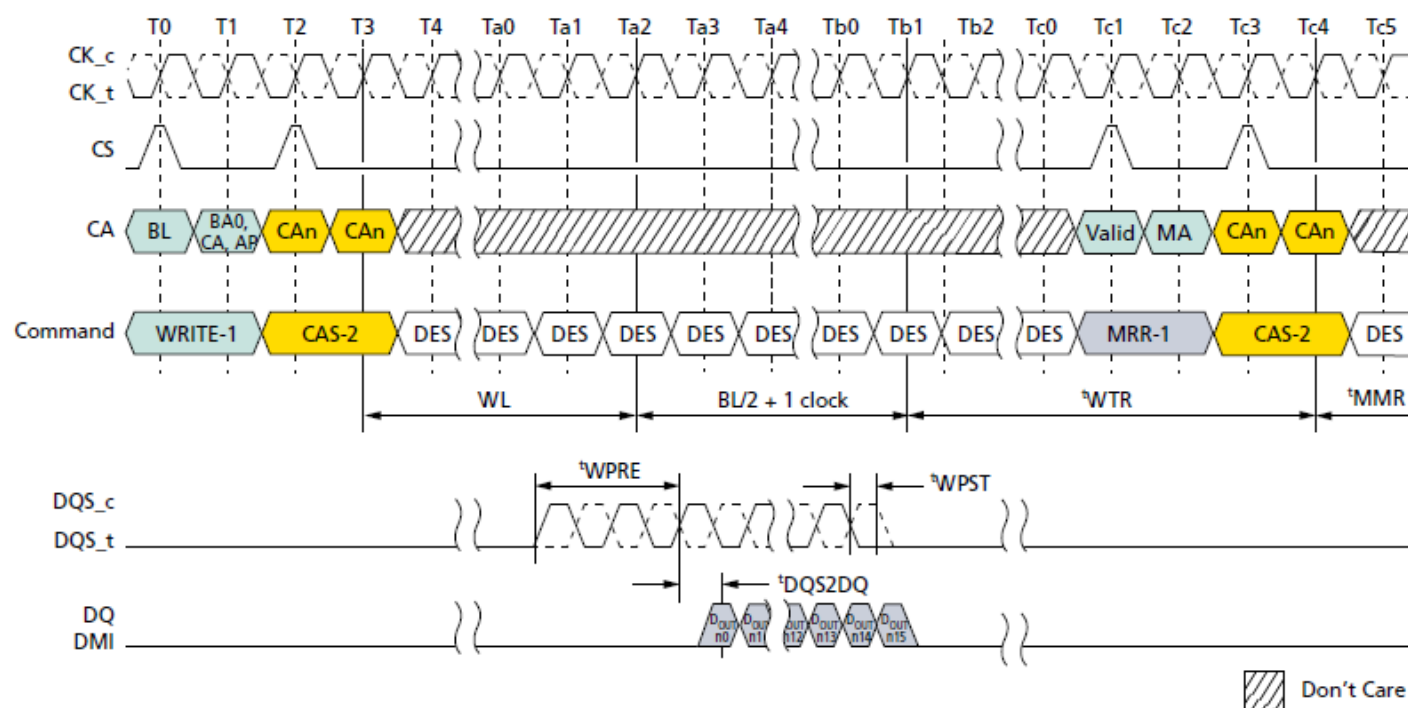 T0 T1 T2 T3 T4 Ta0 Ta1 Ta2 Ta3 Ta4 Tb0 Tb1 Tb2 Tc0 Tc1 Tc2 Tc3 Tc4 Tc5
CK_c
CK_t
CS
CA BL BA0, CA, AP CAn CAn Valid MA CAn CAn
Command WRITE-1 CAS-2 DES DES DES DES DES DES DES DES DES DES MRR-1 CAS-2 DES
WL BL/2 + 1 clock tWTR tMMR
tWPRE tWPST
DQS_c
DQS_t
tDQS2DQ
DQ
DMI
DOUT n0 DOUT n1 DOUT n12 DOUT n13 DOUT n14 DOUT n15
Don't Care